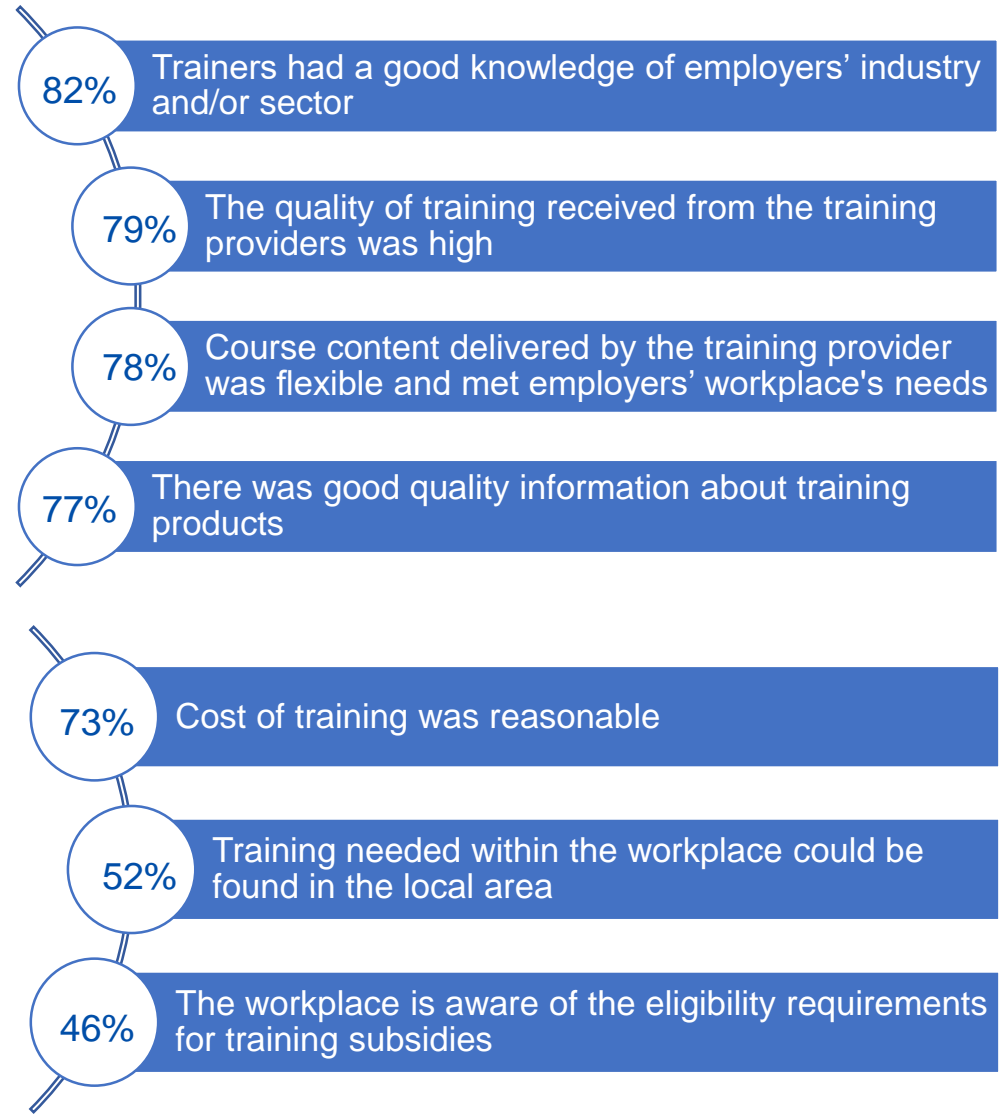 82%
Trainers had a good knowledge of employers’ industry
and/or sector
79%
The quality of training received from the training
providers was high
78%
Course content delivered by the training provider
was flexible and met employers’ workplace's needs
77%
There was good quality information about training
products
73%
Cost of training was reasonable
52%
Training needed within the workplace could be
found in the local area
46%
The workplace is aware of the eligibility requirements
for training subsidies